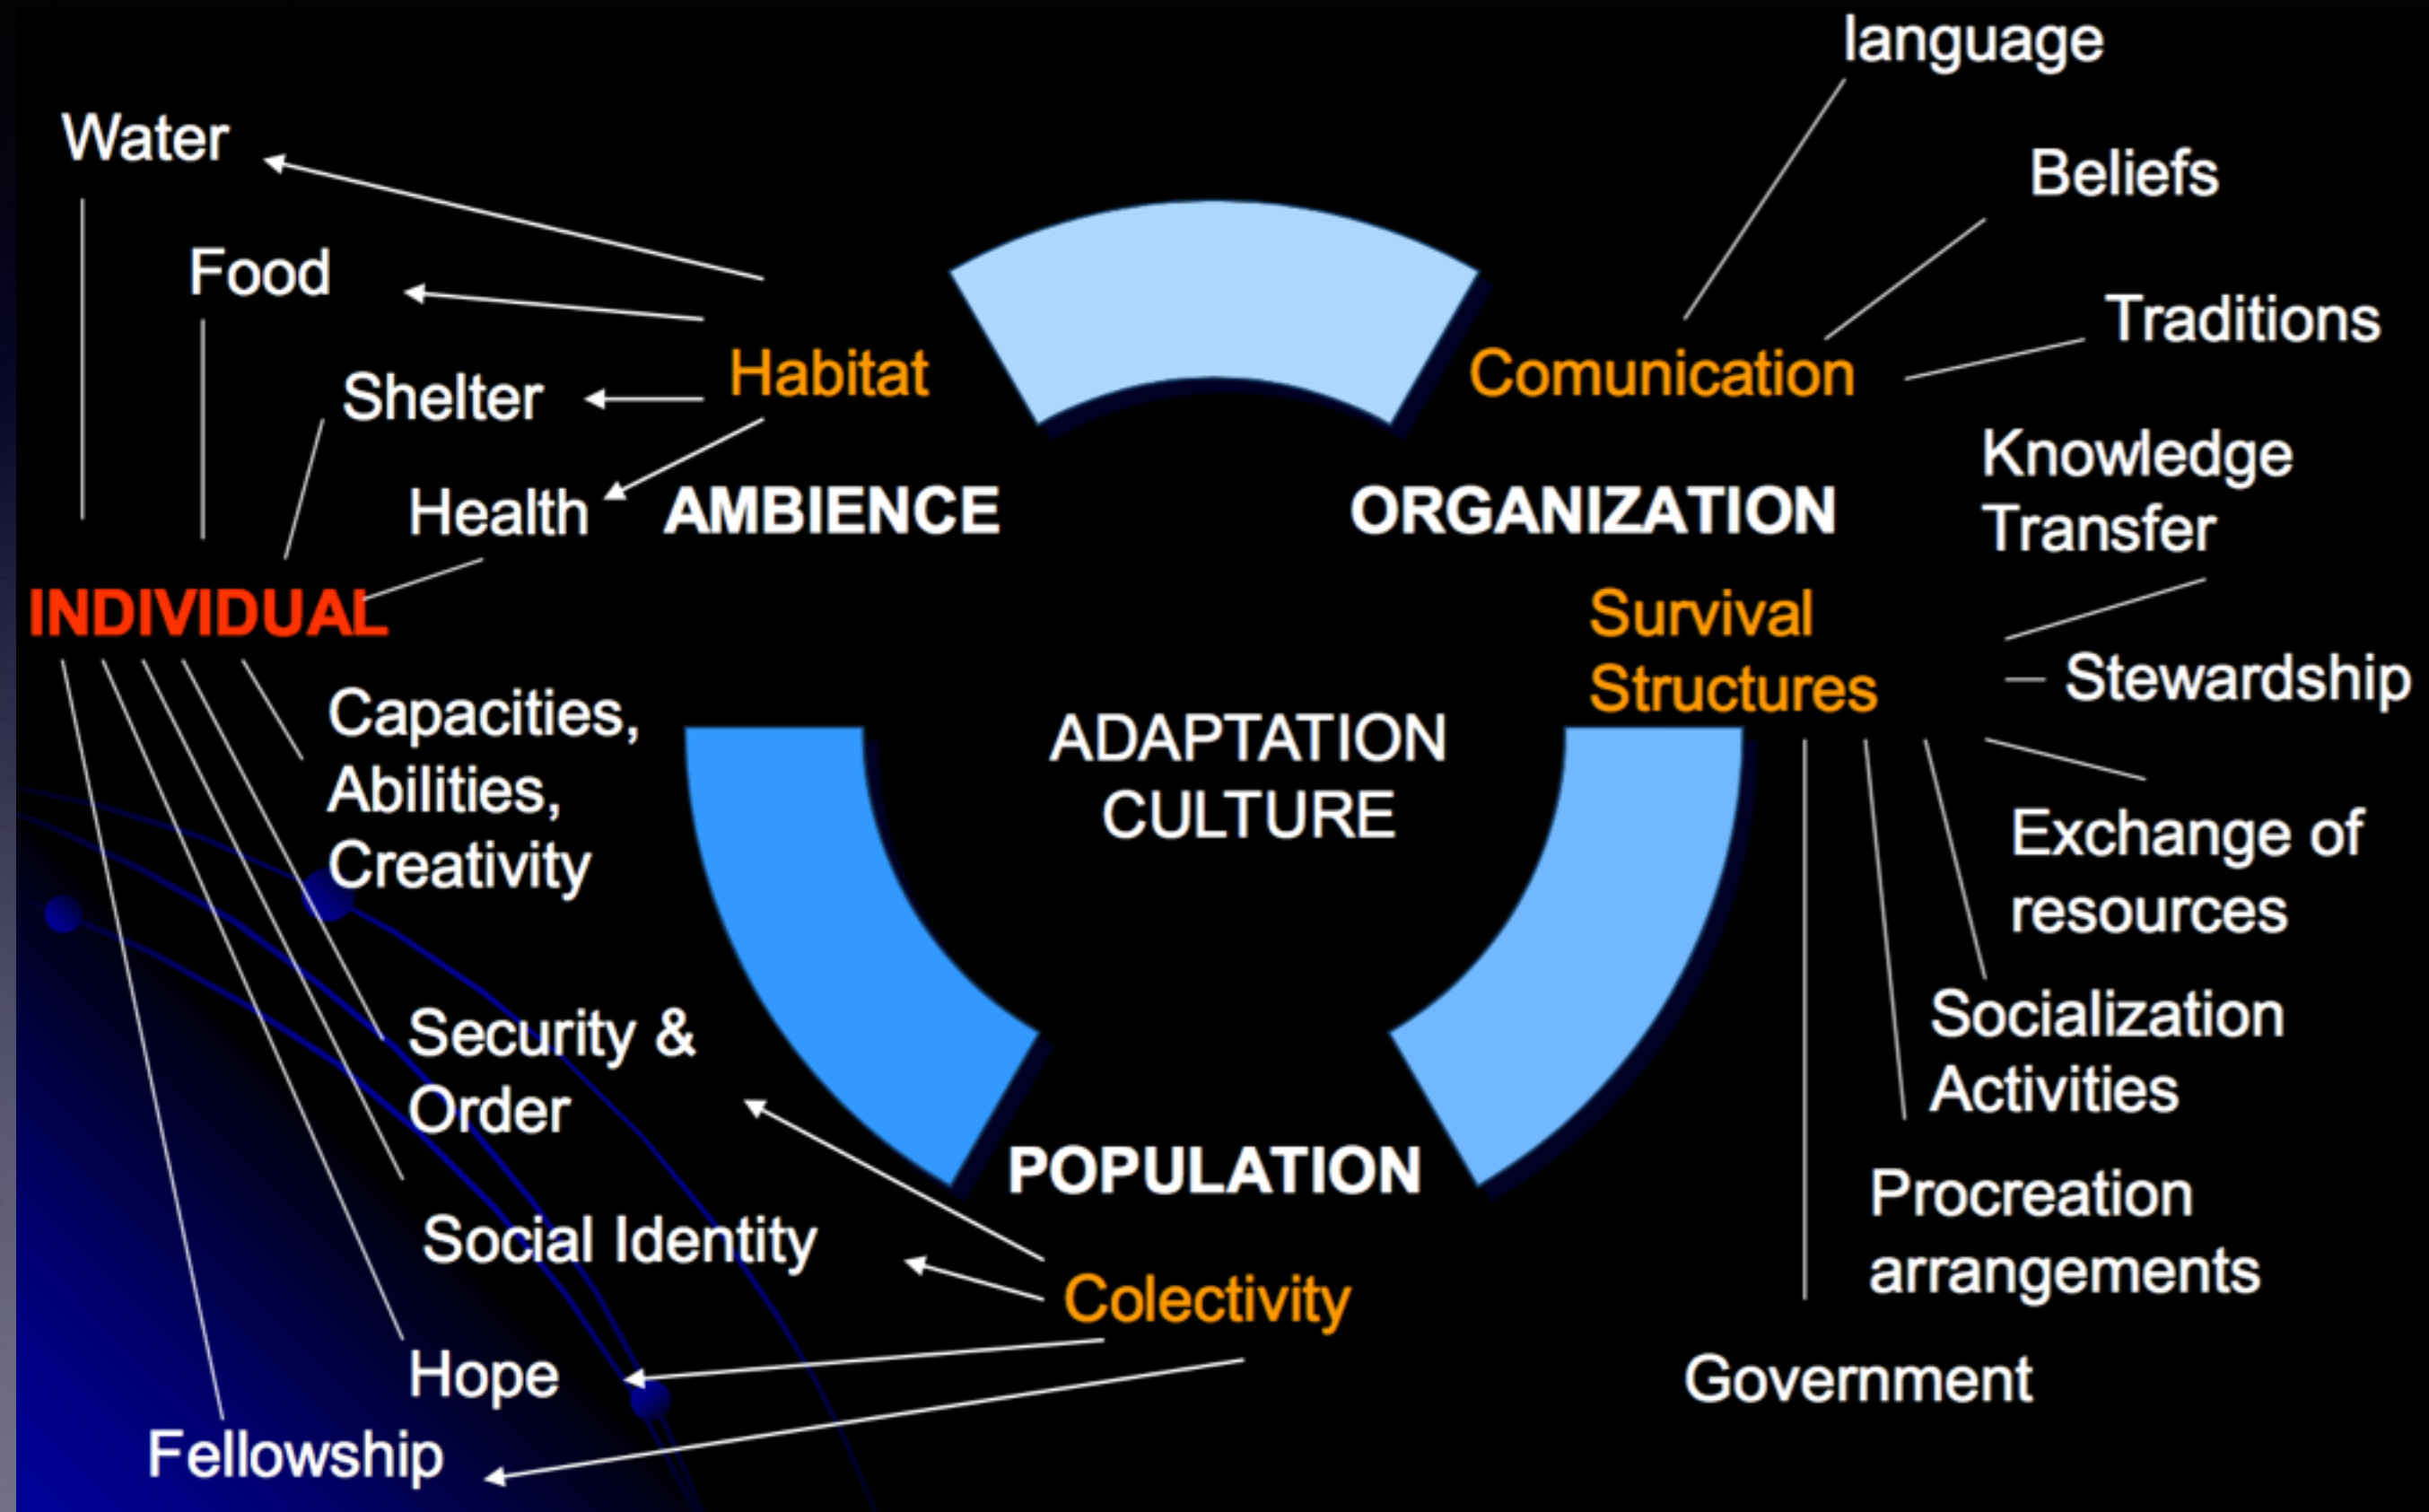 language
Water
Beliefs
Food
Traditions
Habitat
Comunication
Shelter
Knowledge
Transfer
Health
AMBIENCE
ORGANIZATION
INDIVIDUAL
Survival
Structures
Stewardship
Capacities,
Abilities,
Creativity
ADAPTATION
CULTURE
Exchange of
resources
Security &
Order
Socialization
Activities
POPULATION
Procreation
arrangements
Social Identity
Colectivity
Hope
Government
Fellowship